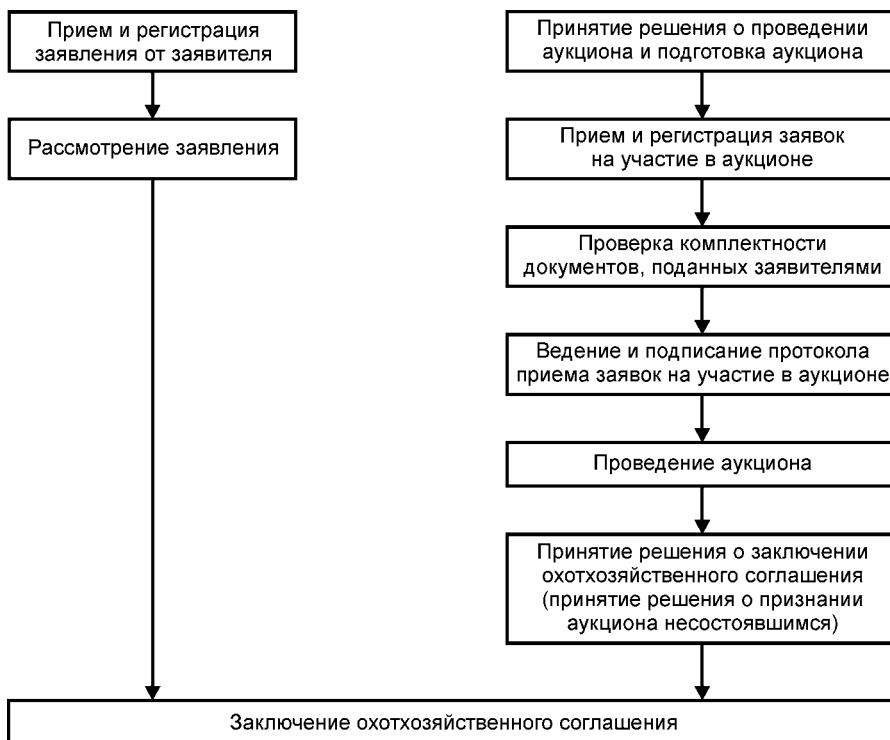 Прием и регистрация
заявления от заявителя
Рассмотрение заявления
Принятие решения о проведении
аукциона и подготовка аукциона
Прием и регистрация заявок
на участие в аукционе
Проверка комплектности
документов, поданных заявителями
Ведение и подписание протокола
приема заявок на участие в аукционе
Проведение аукциона
Принятие решения о заключении
охотхозяйственного соглашения
(принятие решения о признании
аукциона несостоявшимся)
Заключение охотхозяйственного соглашения